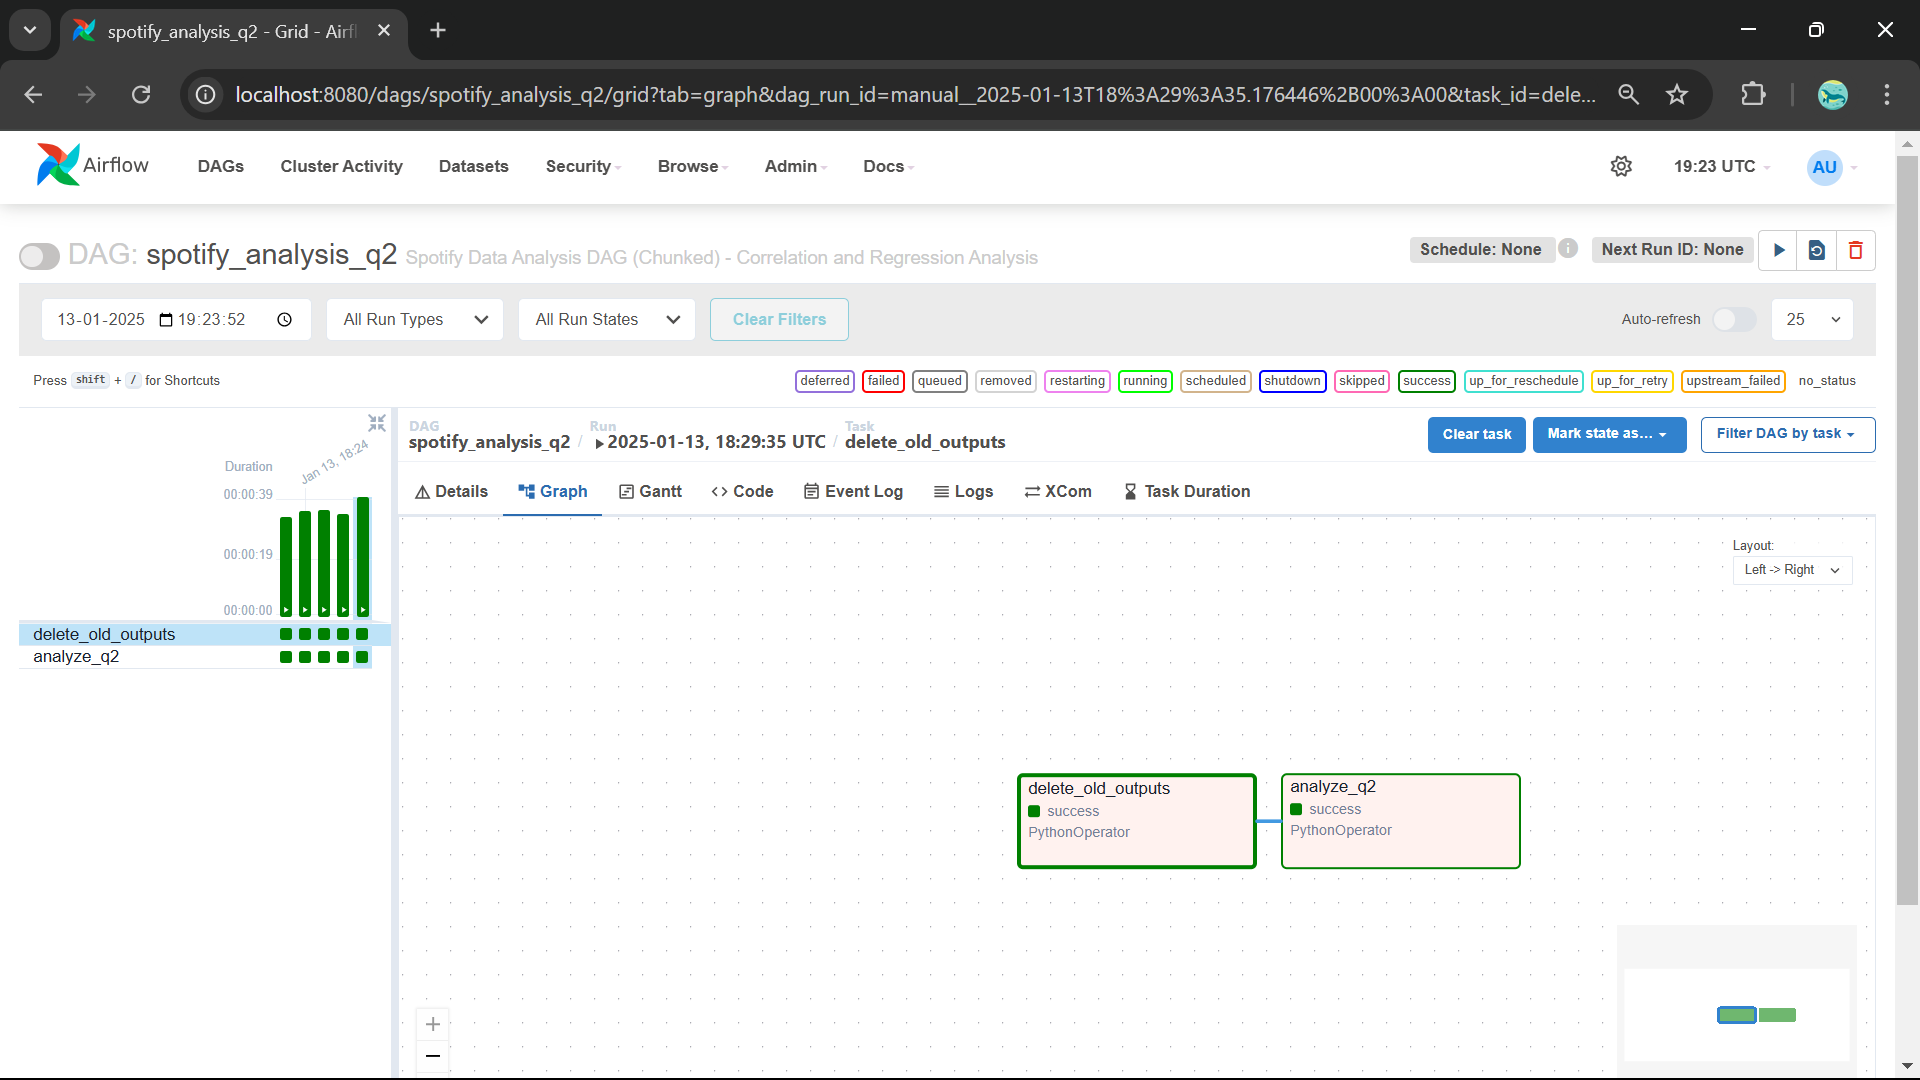 spotify_analysis_q2 - Grid - Airfl
localhost:8080/dags/spotify_analysis_q2/grid?tab=graph&dag_run_id=manual__2025-01-13T18%3A29%3A35.176446%2B00%3A00&task_id=dele...
Airflow DAGs Cluster Activity Datasets Security Browse Admin Docs 19:23 UTC AU
DAG: spotify_analysis_q2 Spotify Data Analysis DAG (Chunked) - Correlation and Regression Analysis Schedule: None Next Run ID: None
13-01-2025 19:23:52 All Run Types All Run States Clear Filters Auto-refresh 25
Press shift + / for Shortcuts deferred failed queued removed restarting running scheduled shutdown skipped success up_for_reschedule up_for_retry upstream_failed no_status
DAG Run Task
spotify_analysis_q2 / 2025-01-13, 18:29:35 UTC / delete_old_outputs
Clear task Mark state as... Filter DAG by task
Jan 13, 18:24
Duration
00:00:39
00:00:19
00:00:00
delete_old_outputs
analyze_q2
Details Graph Gantt Code Event Log Logs XCom Task Duration
Layout:
Left -> Right
delete_old_outputs
success
PythonOperator
analyze_q2
success
PythonOperator